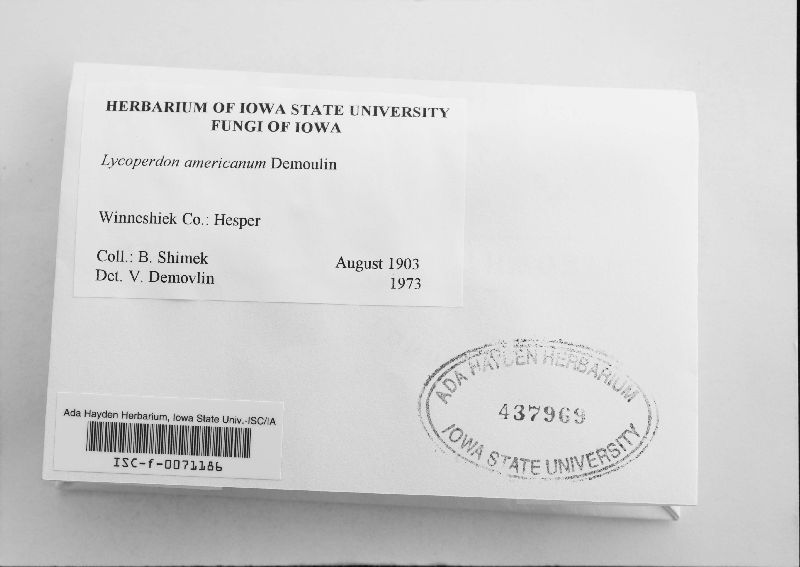 HERBARIUM OF IOWA STATE UNIVERSITY
FUNGI OF IOWA
Lycoperdon americanum Demoulin
Winneshiek Co.: Hesper
Coll.: B. Shimek August 1903
Det. V. Demovlin 1973
ADA HAYDEN HERBARIUM
437969
IOWA STATE UNIVERSITY
Ada Hayden Herbarium, Iowa State Univ.-ISC/IA
ISC-f-0071186